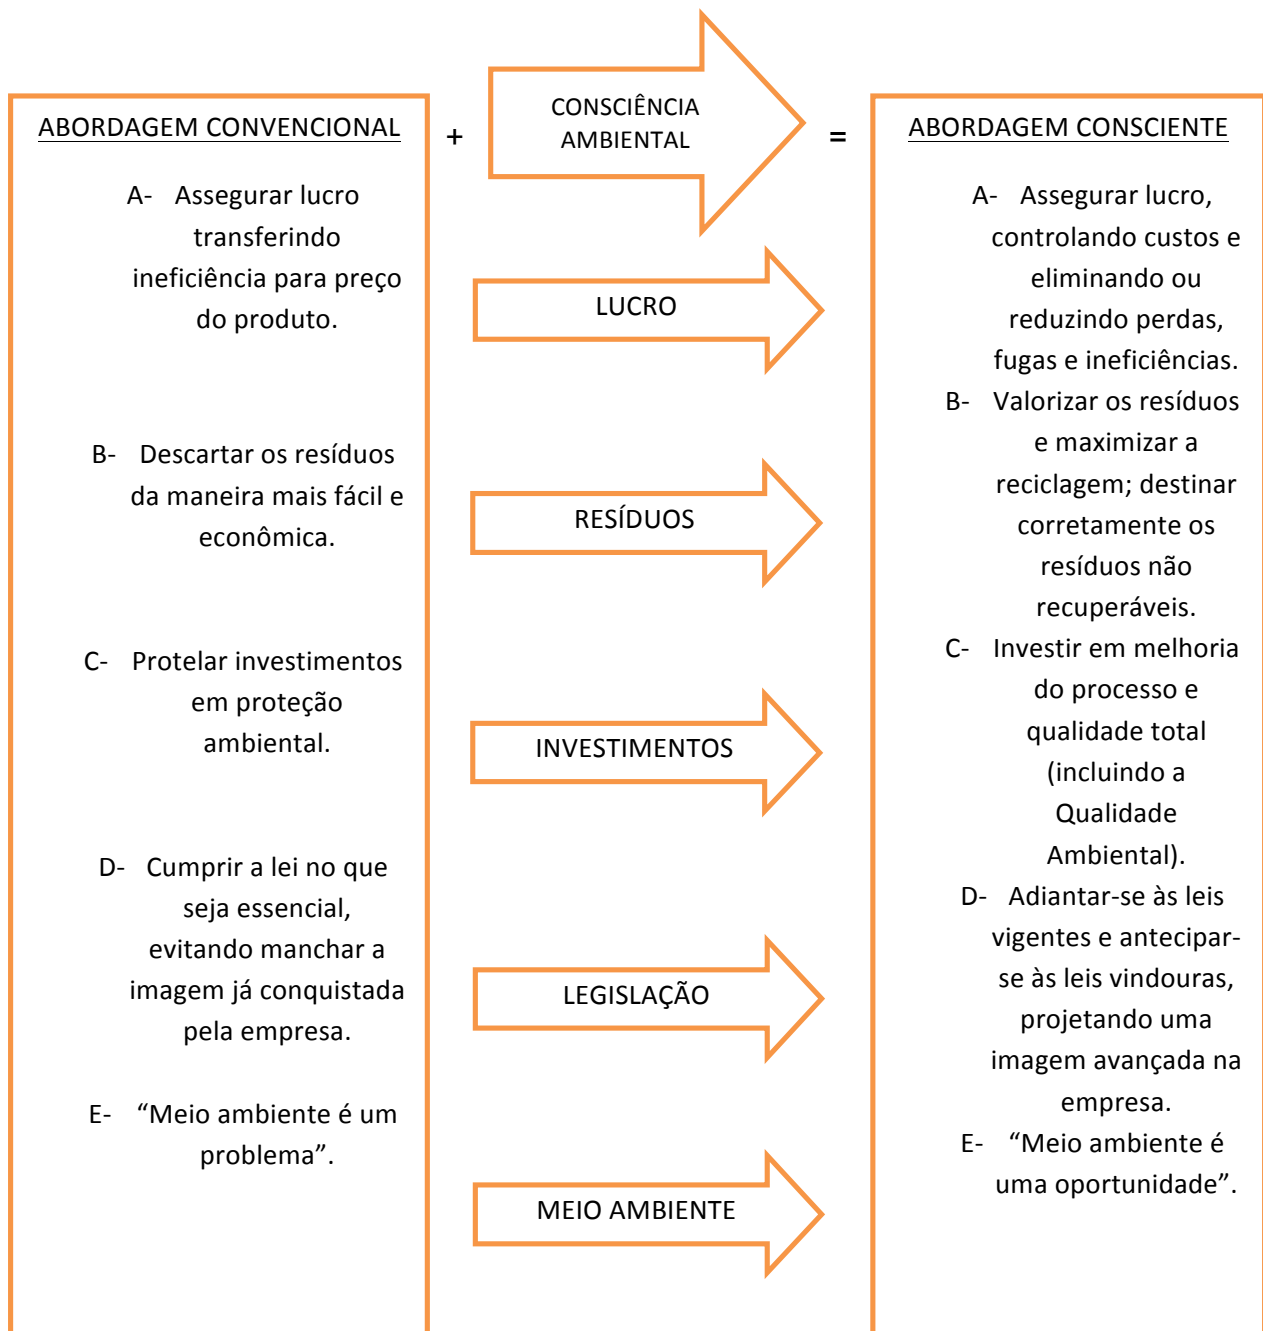 ABORDAGEM CONVENCIONAL
A- Assegurar lucro
transferindo
ineficiência para preço
do produto.
B- Descartar os resíduos
da maneira mais fácil e
econômica.
C- Protelar investimentos
em proteção
ambiental.
D- Cumprir a lei no que
seja essencial,
evitando manchar a
imagem já conquistada
pela empresa.
E- “Meio ambiente é um
problema”.
+
CONSCIÊNCIA
AMBIENTAL
=
LUCRO
RESÍDUOS
INVESTIMENTOS
LEGISLAÇÃO
MEIO AMBIENTE
ABORDAGEM CONSCIENTE
A- Assegurar lucro,
controlando custos e
eliminando ou
reduzindo perdas,
fugas e ineficiências.
B- Valorizar os resíduos
e maximizar a
reciclagem; destinar
corretamente os
resíduos não
recuperáveis.
C- Investir em melhoria
do processo e
qualidade total
(incluindo a
Qualidade
Ambiental).
D- Adiantar-se às leis
vigentes e antecipar-
se às leis vindouras,
projetando uma
imagem avançada na
empresa.
E- “Meio ambiente é
uma oportunidade”.